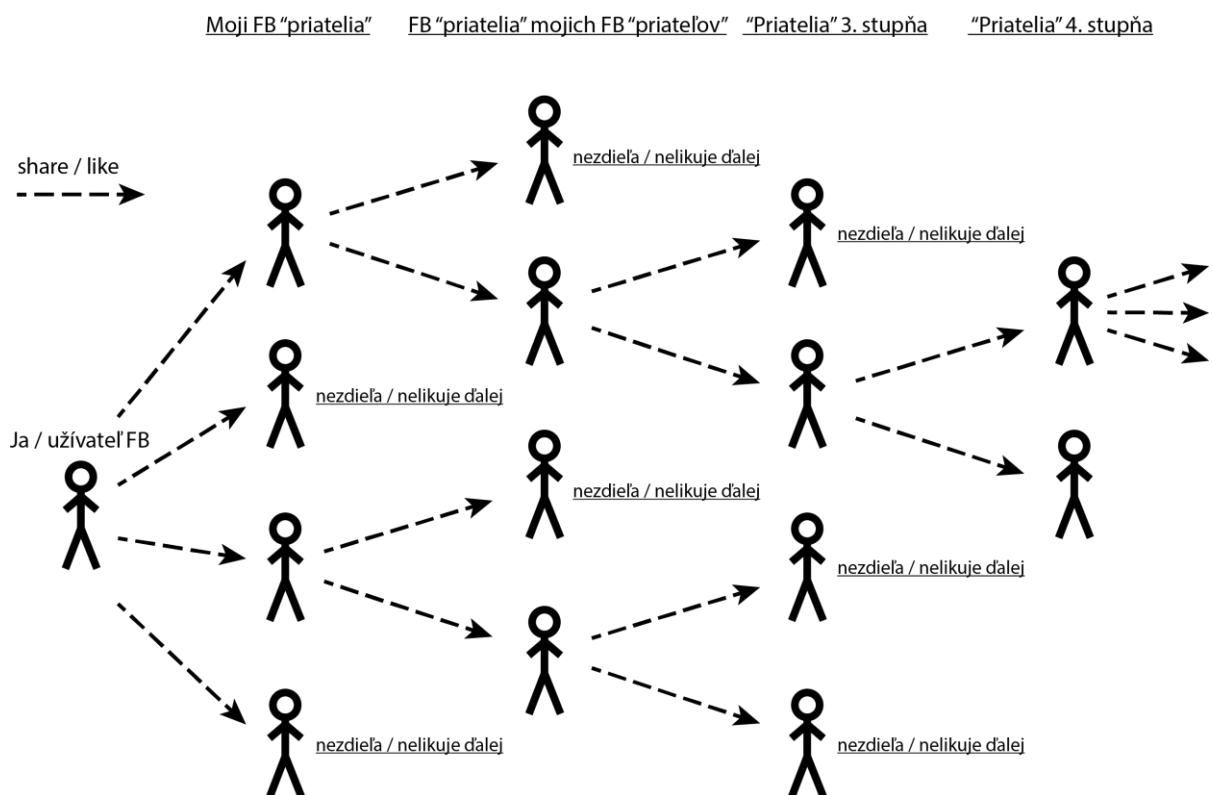 Moji FB “priatelia”
FB “priatelia” mojich FB “priateľov”
“Priatelia” 3. stupňa
“Priatelia” 4. stupňa
share / like
nezdieľa / nelikuje ďalej
nezdieľa / nelikuje ďalej
nezdieľa / nelikuje ďalej
Ja / užívateľ FB
nezdieľa / nelikuje ďalej
nezdieľa / nelikuje ďalej
nezdieľa / nelikuje ďalej
nezdieľa / nelikuje ďalej